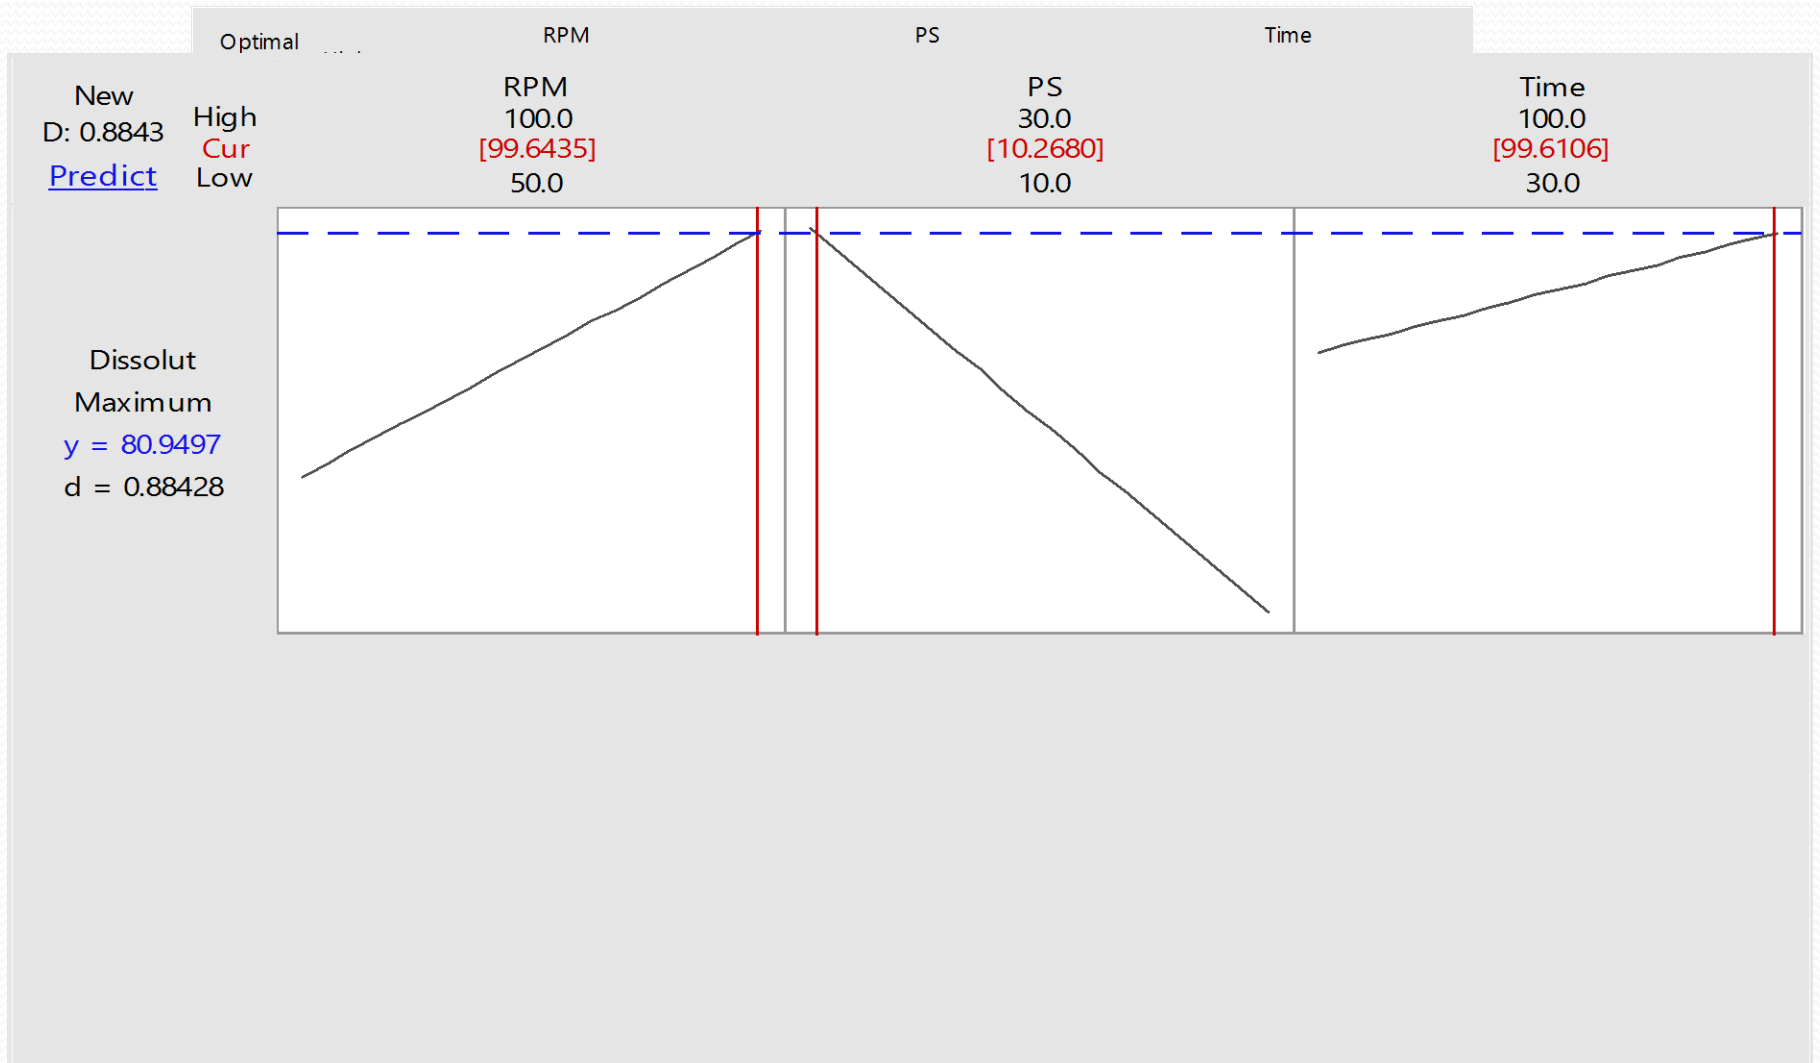 Optimal RPM PS Time
New RPM PS Time
D: 0.8843 High 100.0 30.0 100.0
Cur [99.6435] [10.2680] [99.6106]
Predict Low 50.0 10.0 30.0
Dissolut
Maximum
y = 80.9497
d = 0.88428